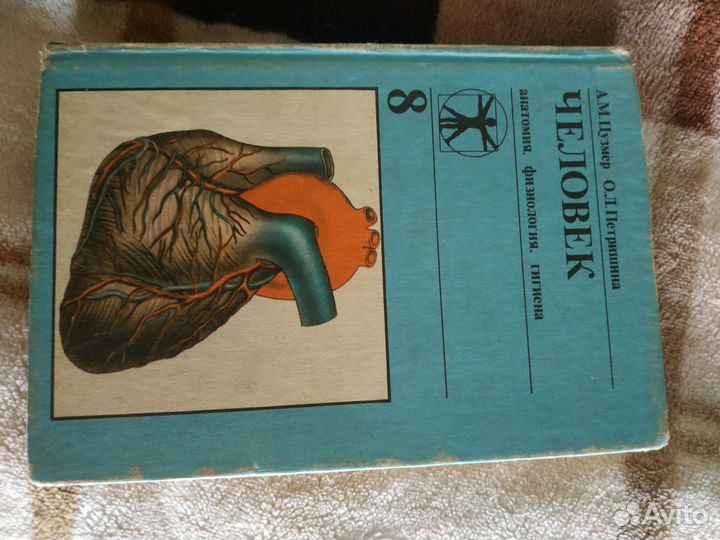 А.М.Цузмер О.Л.Петришина
ЧЕЛОВЕК
анатомия, физиология, гигиена
8
Avito